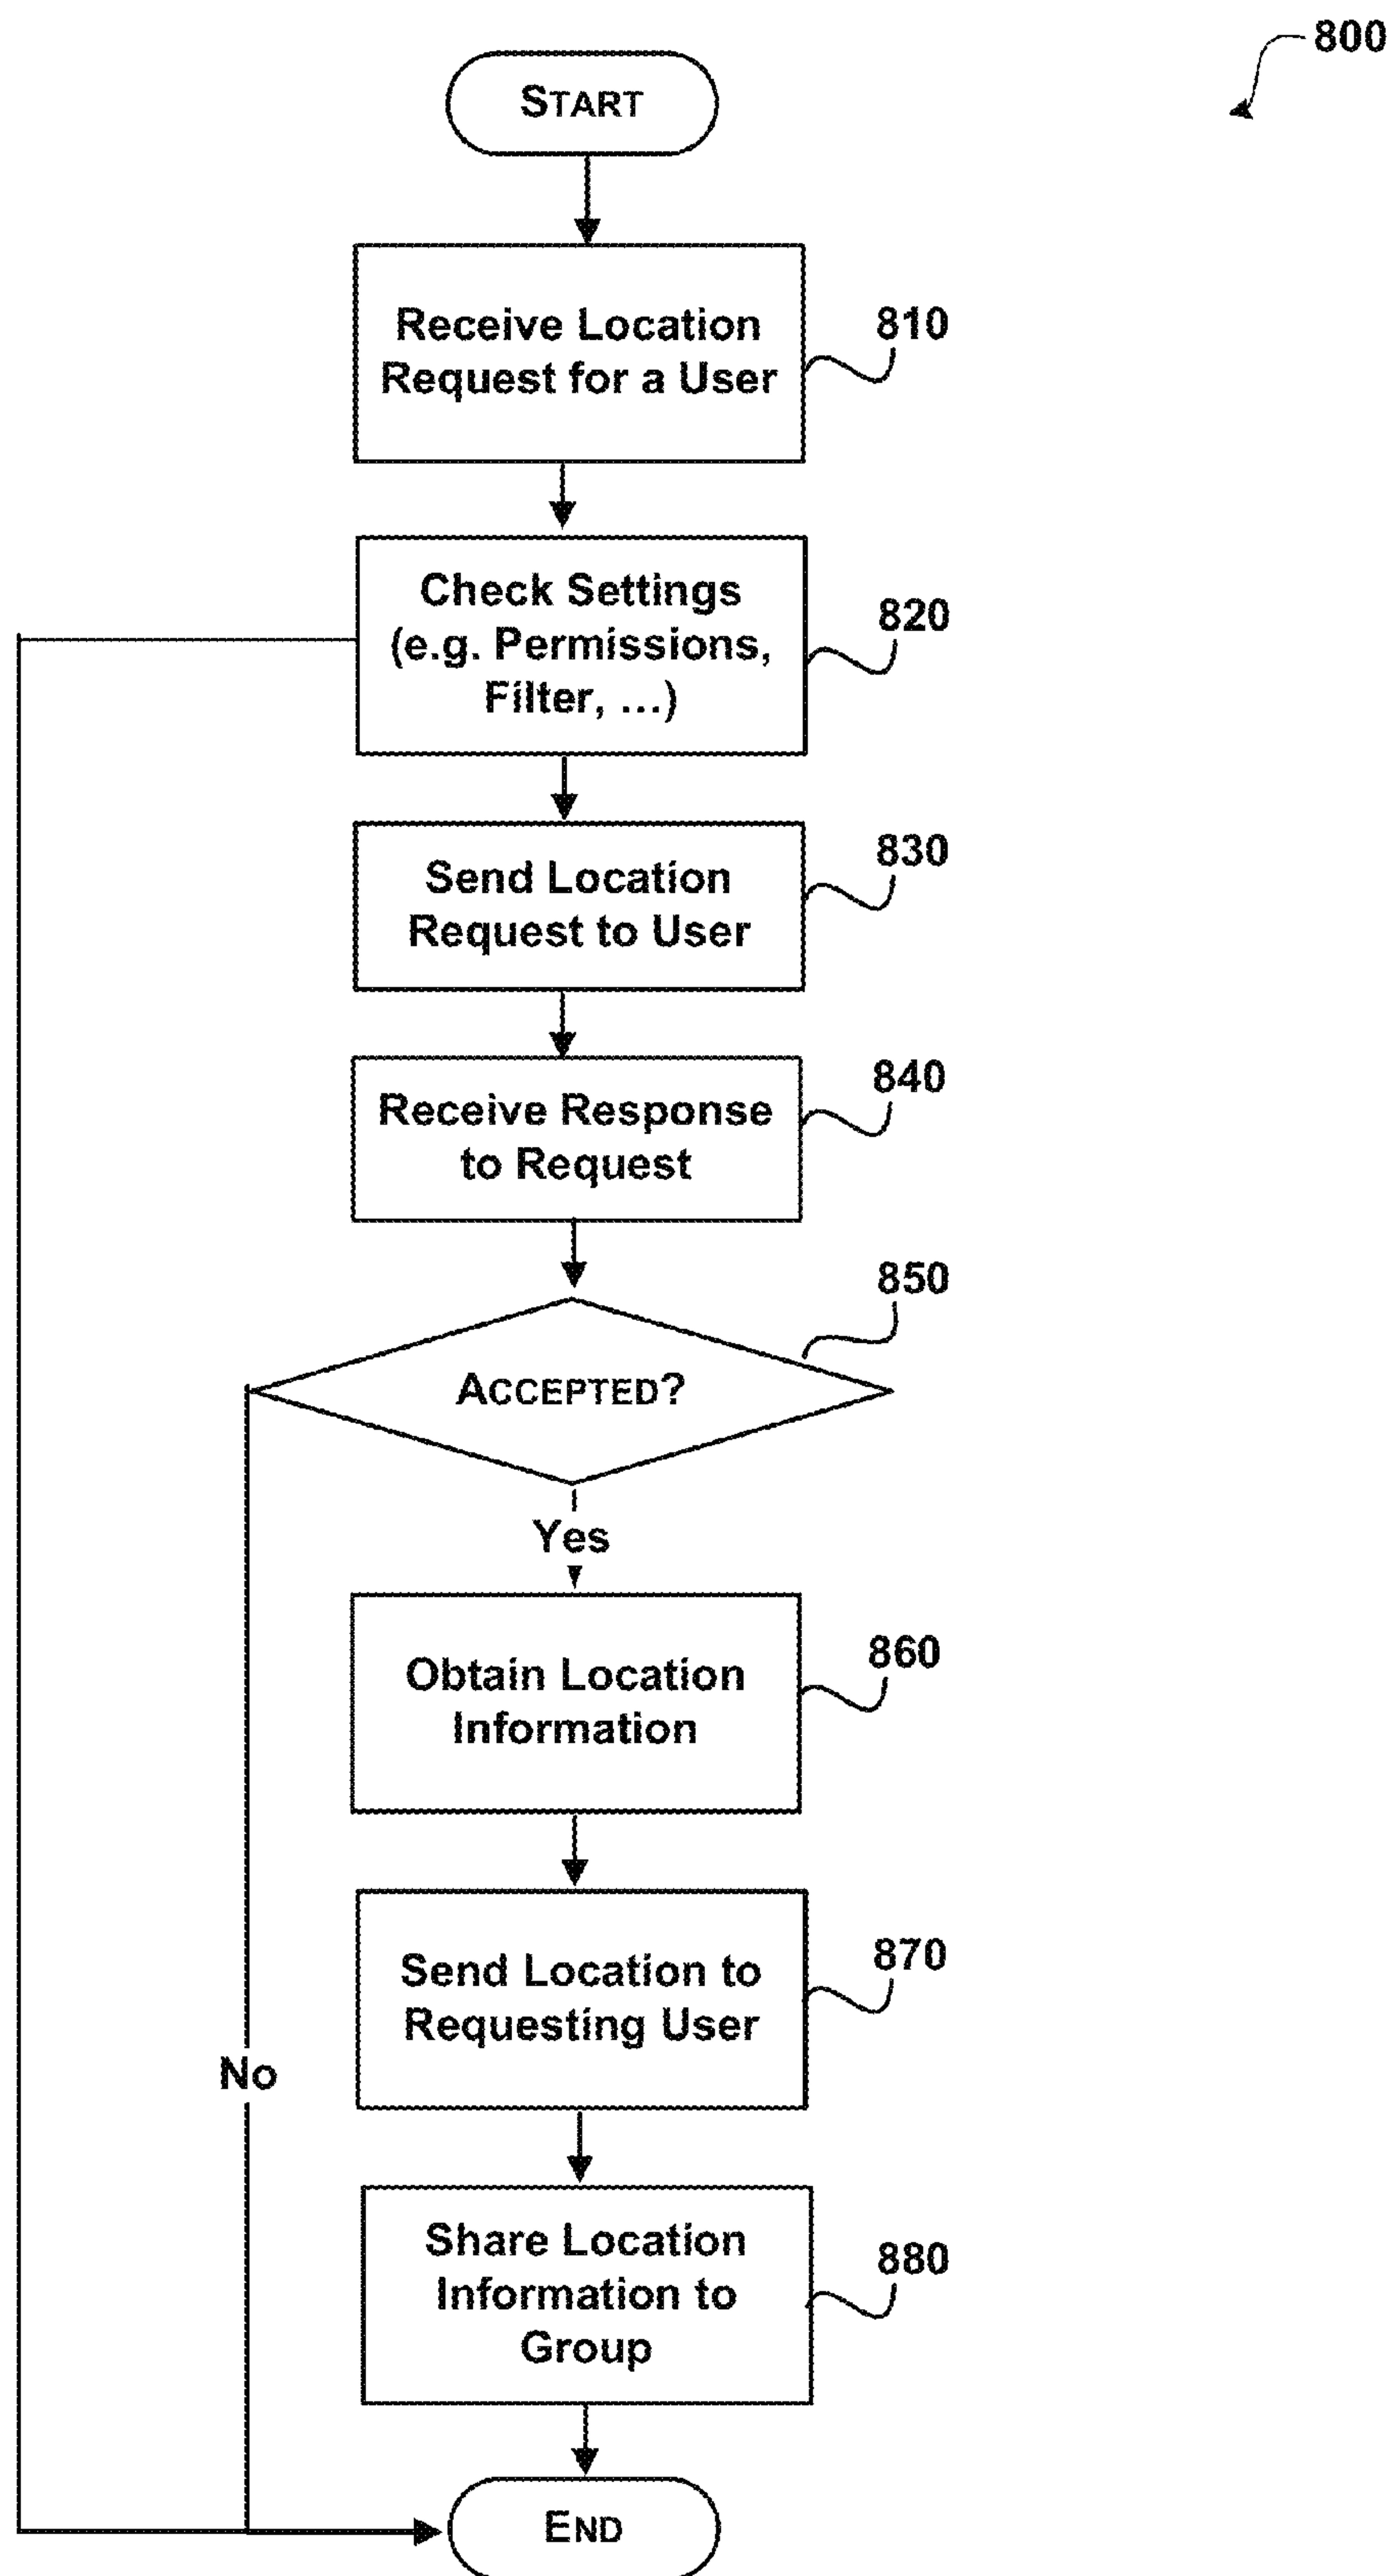 800
START
Receive Location
Request for a User
810
Check Settings
(e.g. Permissions,
Filter, ...)
820
Send Location
Request to User
830
Receive Response
to Request
840
ACCEPTED?
850
Yes
Obtain Location
Information
860
Send Location to
Requesting User
870
No
Share Location
Information to
Group
880
END